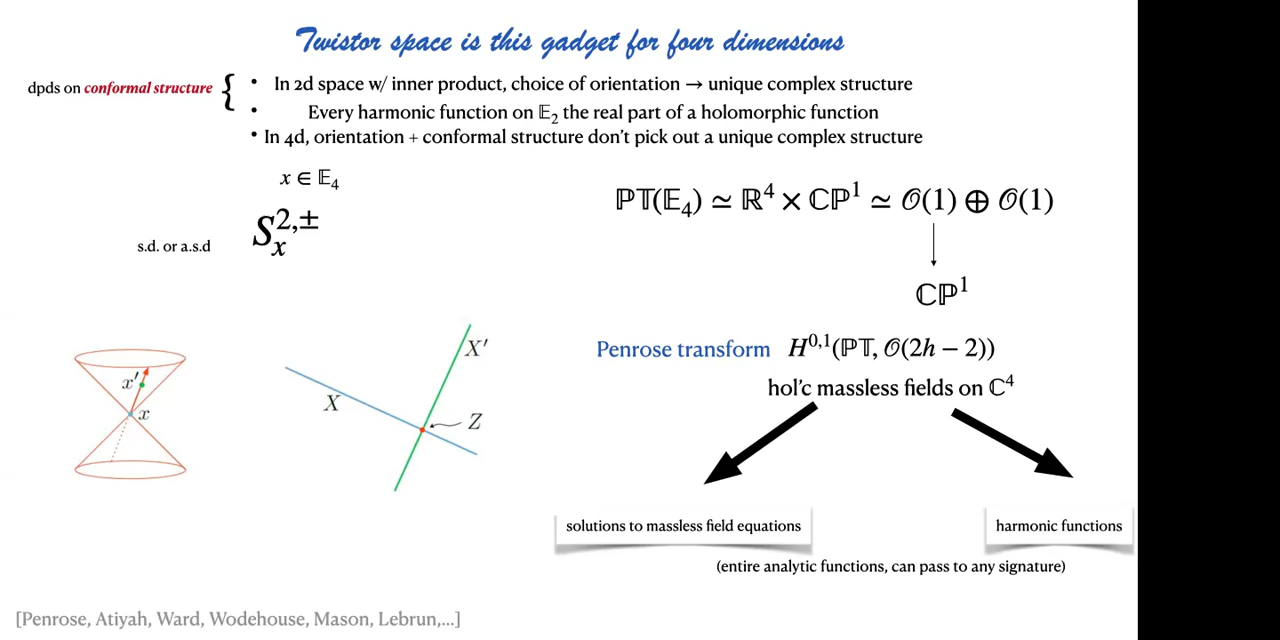 Twistor space is this gadget for four dimensions
dpds on conformal structure {
• In 2d space w/ inner product, choice of orientation → unique complex structure
• Every harmonic function on 𝔼₂ the real part of a holomorphic function
• In 4d, orientation + conformal structure don't pick out a unique complex structure
x ∈ 𝔼₄
ℙ𝕋(𝔼₄) ≃ ℝ⁴ × ℂℙ¹ ≃ 𝒪(1) ⊕ 𝒪(1)
s.d. or a.s.d
Sₓ²,±
ℂℙ¹
Penrose transform H⁰,¹(ℙ𝕋, 𝒪(2h − 2))
hol'c massless fields on ℂ⁴
x′
x
X
X′
Z
solutions to massless field equations
harmonic functions
(entire analytic functions, can pass to any signature)
[Penrose, Atiyah, Ward, Wodehouse, Mason, Lebrun,...]